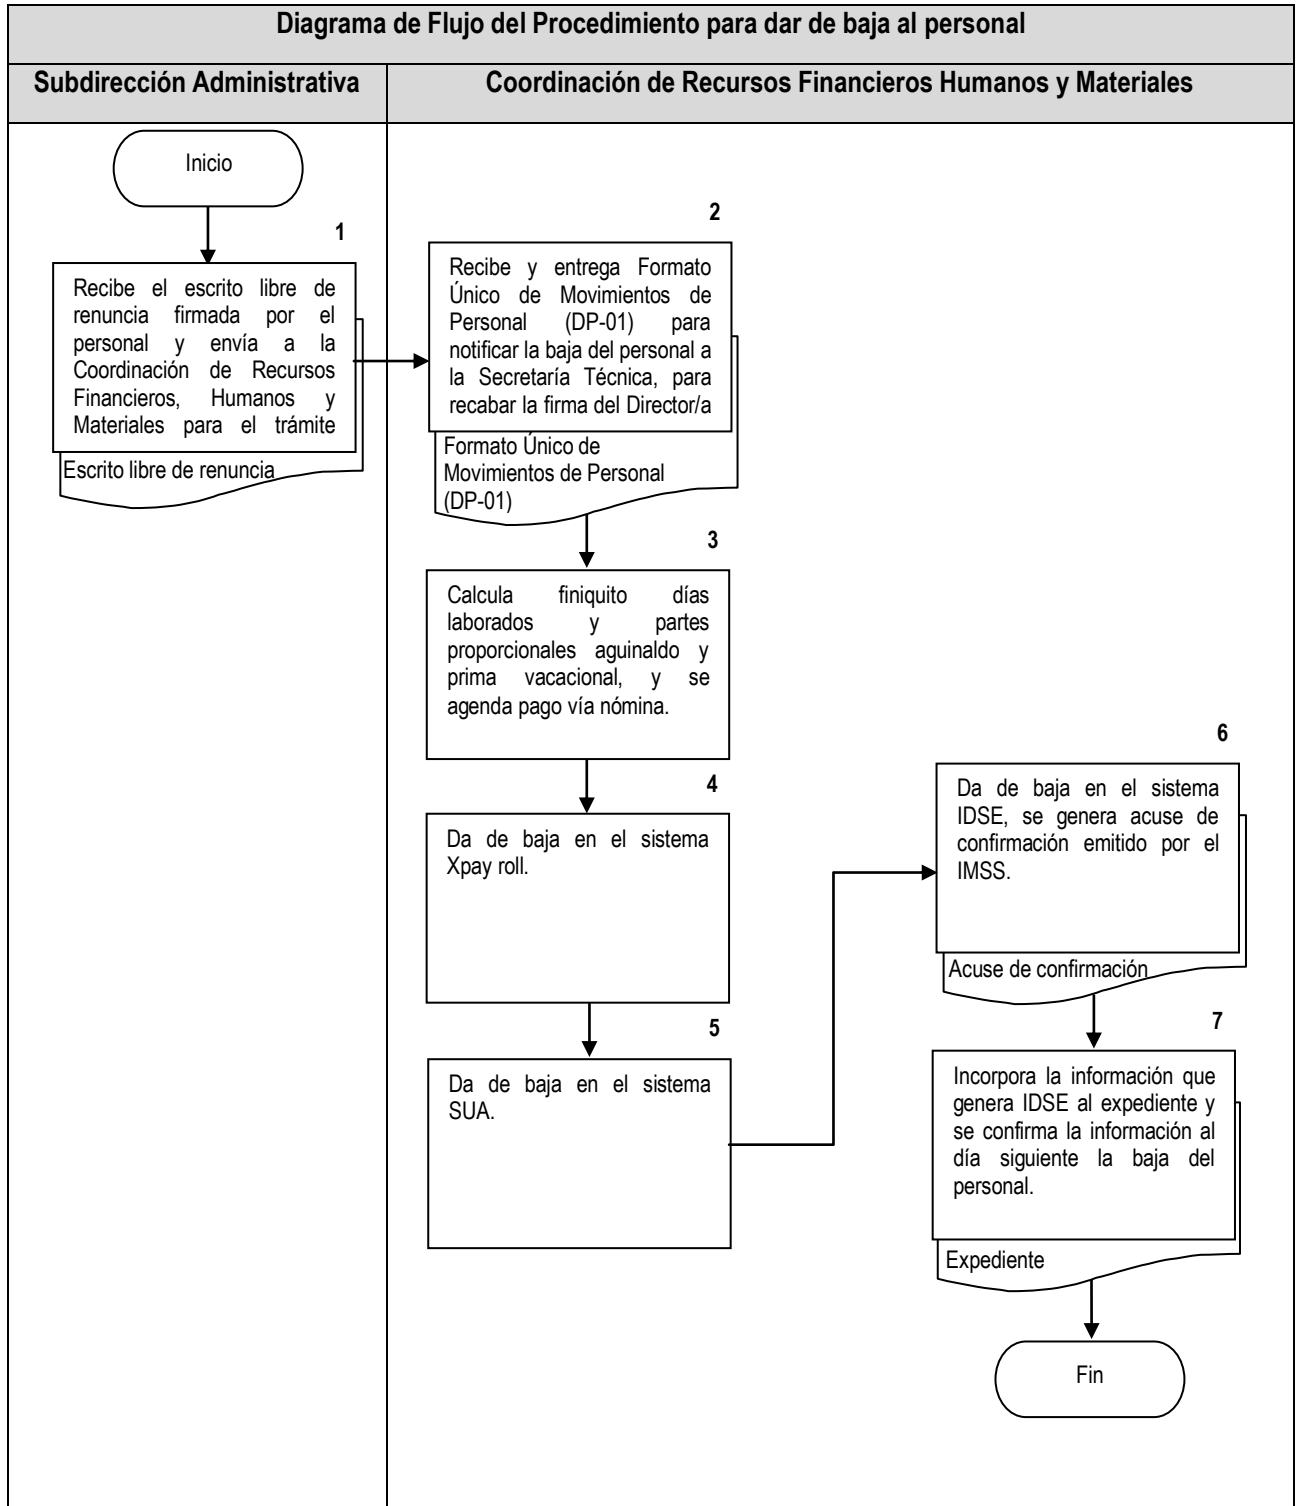 Diagrama de Flujo del Procedimiento para dar de baja al personal
Subdirección Administrativa
Coordinación de Recursos Financieros Humanos y Materiales
Inicio
1
Recibe el escrito libre de
renuncia firmada por el
personal y envía a la
Coordinación de Recursos
Financieros, Humanos y
Materiales para el trámite
Escrito libre de renuncia
2
Recibe y entrega Formato
Único de Movimientos de
Personal (DP-01) para
notificar la baja del personal a
la Secretaría Técnica, para
recabar la firma del Director/a
Formato Único de
Movimientos de Personal
(DP-01)
3
Calcula finiquito días
laborados y partes
proporcionales aguinaldo y
prima vacacional, y se
agenda pago vía nómina.
4
Da de baja en el sistema
Xpay roll.
5
Da de baja en el sistema
SUA.
6
Da de baja en el sistema
IDSE, se genera acuse de
confirmación emitido por el
IMSS.
Acuse de confirmación
7
Incorpora la información que
genera IDSE al expediente y
se confirma la información al
día siguiente la baja del
personal.
Expediente
Fin